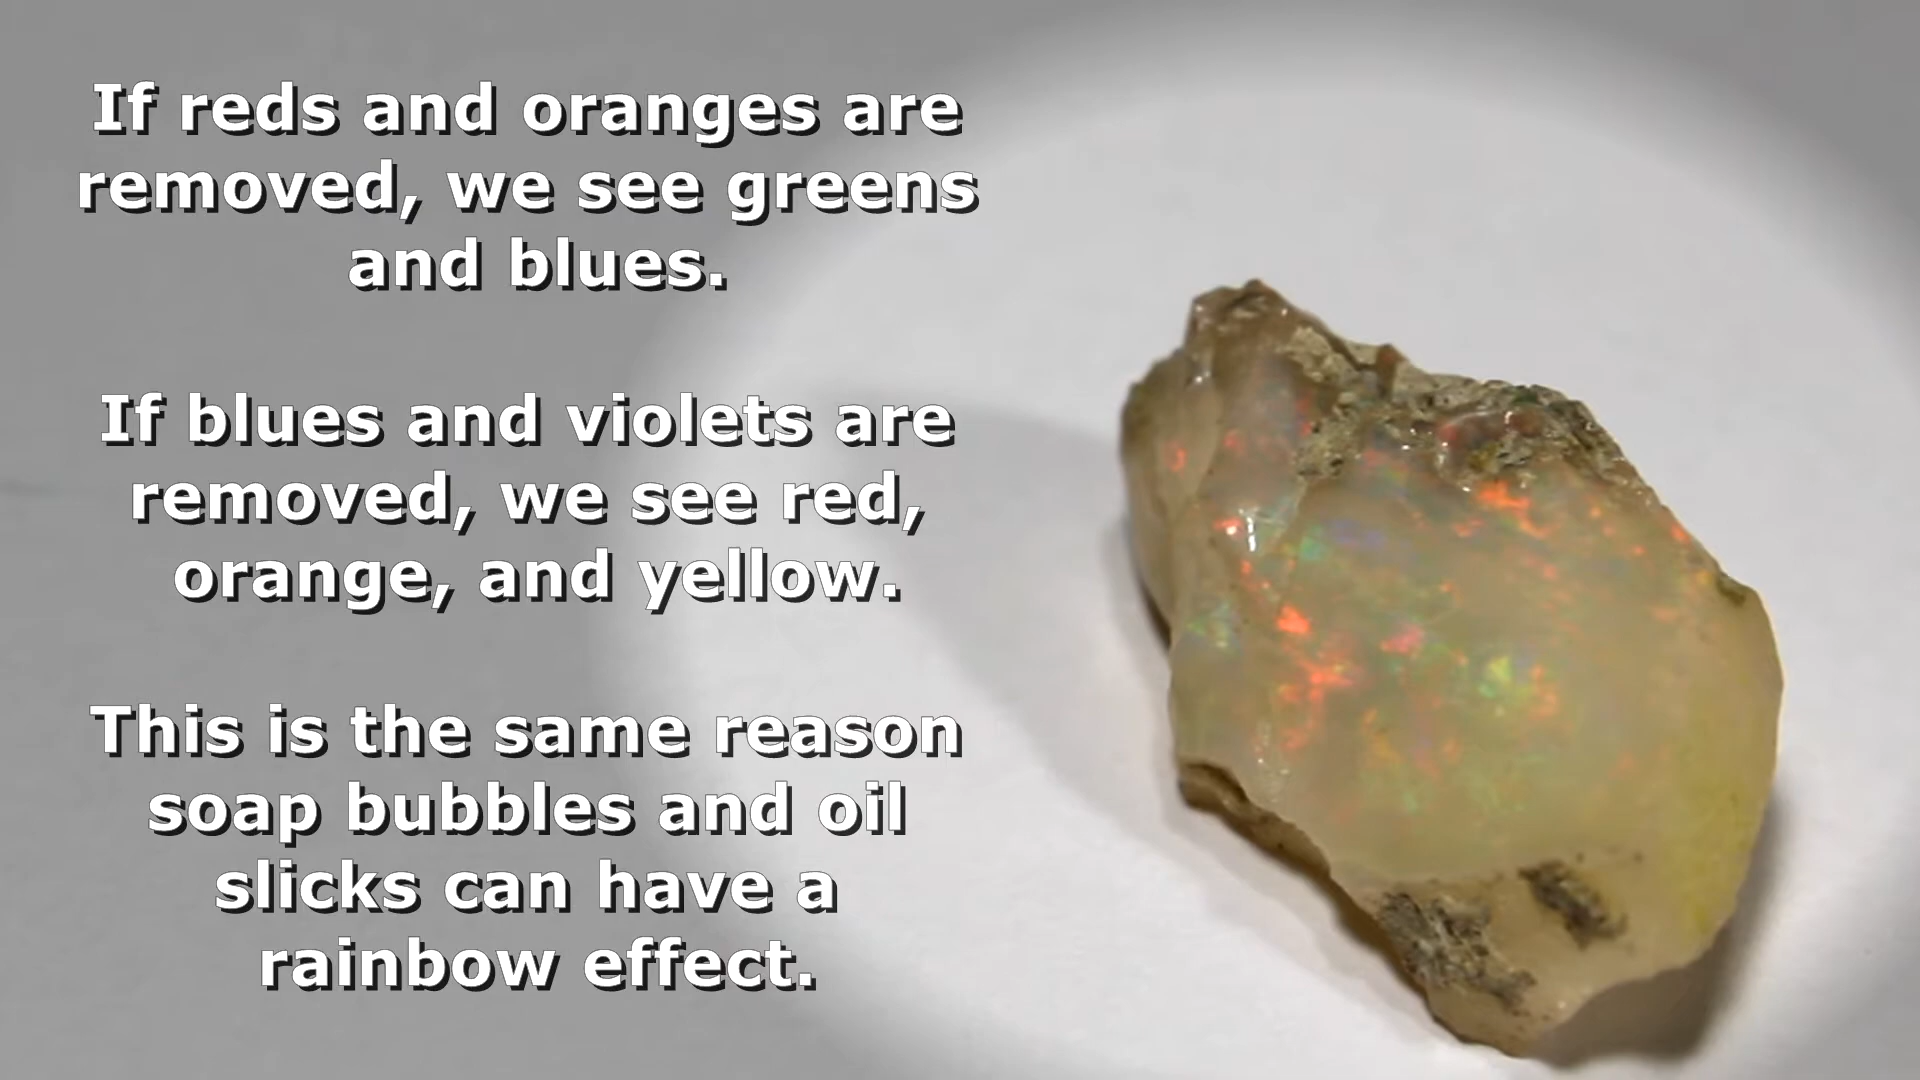 If reds and oranges are
removed, we see greens
and blues.
If blues and violets are
removed, we see red,
orange, and yellow.
This is the same reason
soap bubbles and oil
slicks can have a
rainbow effect.